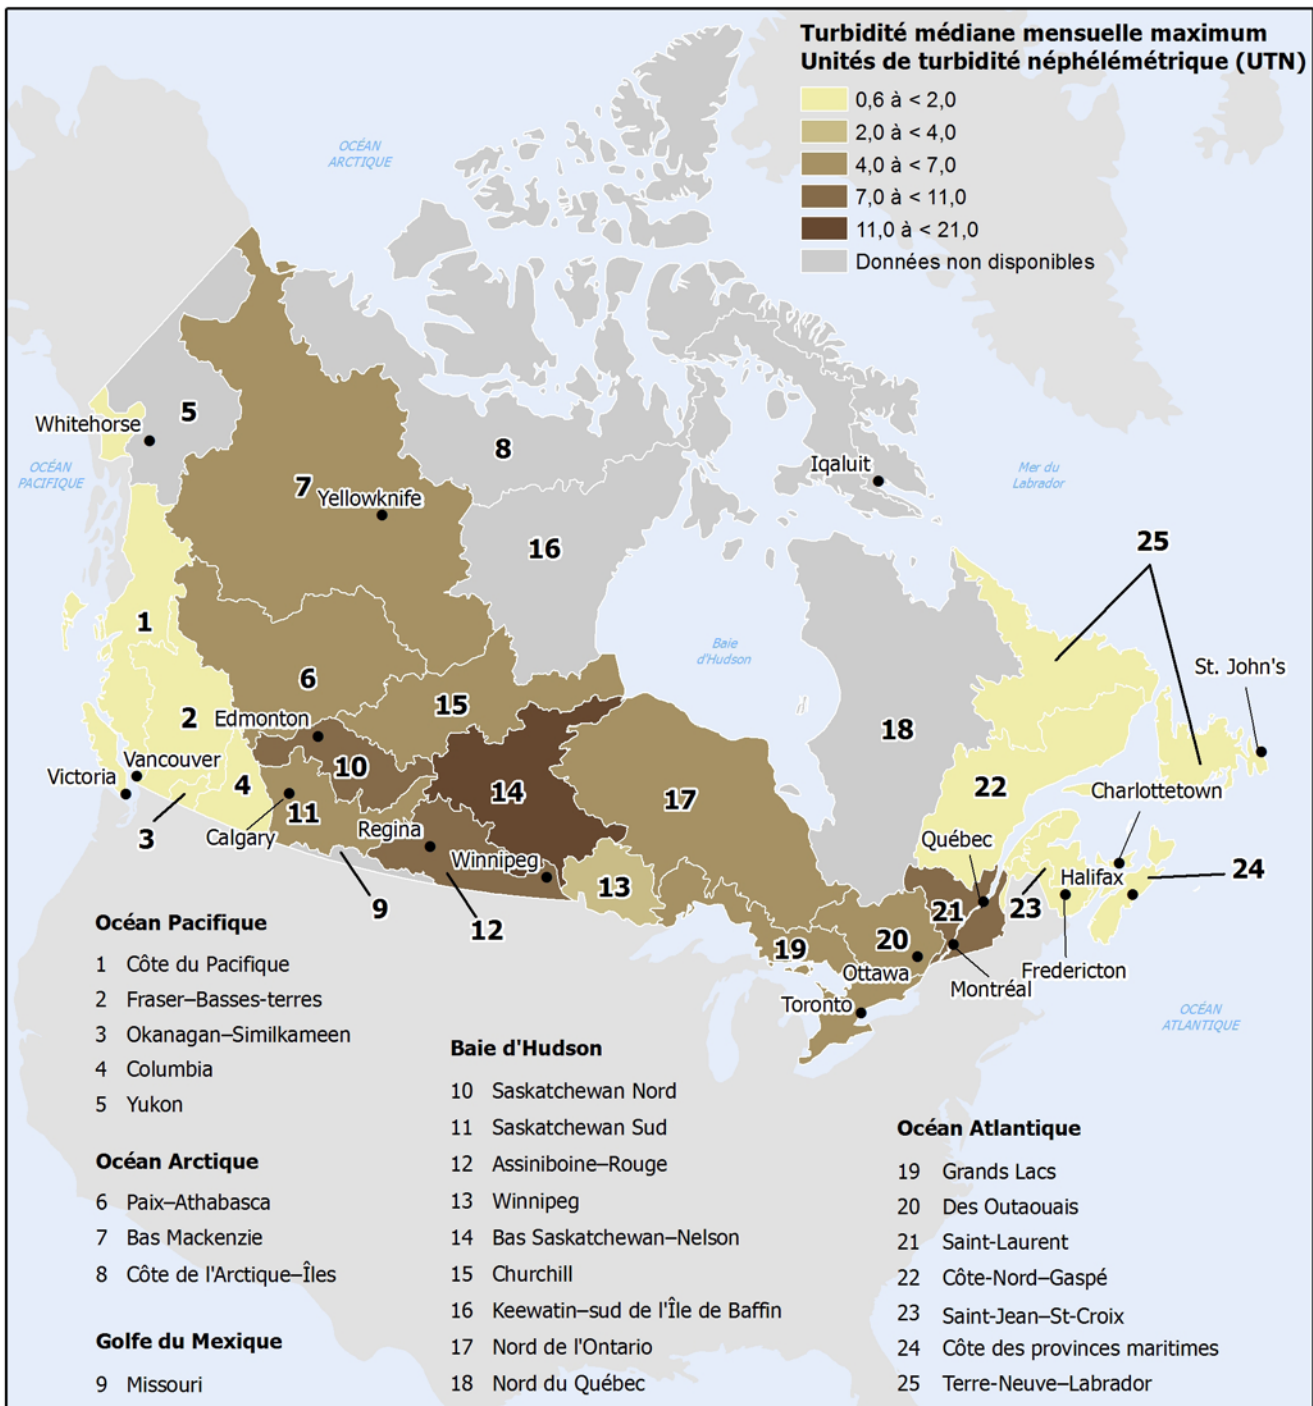 Turbidité médiane mensuelle maximum
Unités de turbidité néphélémétrique (UTN)
0,6 à < 2,0
2,0 à < 4,0
4,0 à < 7,0
7,0 à < 11,0
11,0 à < 21,0
Données non disponibles
OCÉAN
ARCTIQUE
5
Whitehorse
8
Iqaluit
OCÉAN
PACIFIQUE
Mer du
Labrador
7
Yellowknife
16
25
1
Baie
d'Hudson
St. John's
6
15
2
Edmonton
18
Vancouver
10
Victoria
4
14
17
22
Charlottetown
11
3
Calgary
Regina
Québec
Winnipeg
13
Halifax
24
9
12
21
23
19
20
Ottawa
Fredericton
Montréal
Toronto
OCÉAN
ATLANTIQUE
Océan Pacifique
1 Côte du Pacifique
2 Fraser–Basses-terres
3 Okanagan–Similkameen
4 Columbia
5 Yukon
Océan Arctique
6 Paix–Athabasca
7 Bas Mackenzie
8 Côte de l'Arctique–Îles
Golfe du Mexique
9 Missouri
Baie d'Hudson
10 Saskatchewan Nord
11 Saskatchewan Sud
12 Assiniboine–Rouge
13 Winnipeg
14 Bas Saskatchewan–Nelson
15 Churchill
16 Keewatin–sud de l'Île de Baffin
17 Nord de l'Ontario
18 Nord du Québec
Océan Atlantique
19 Grands Lacs
20 Des Outaouais
21 Saint-Laurent
22 Côte-Nord–Gaspé
23 Saint-Jean–St-Croix
24 Côte des provinces maritimes
25 Terre-Neuve–Labrador